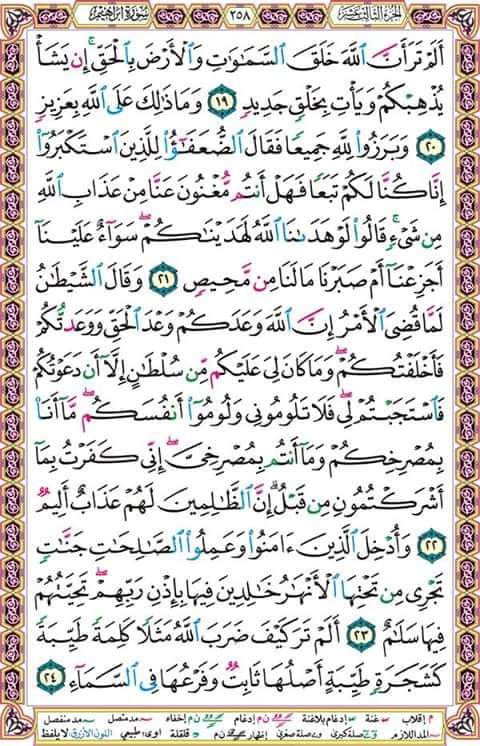 سورة إبراهيم ٢٥٨ الجزء الثالث عشر
أَلَمْ تَرَ أَنَّ ٱللَّهَ خَلَقَ ٱلسَّمَـٰوَٰتِ وَٱلْأَرْضَ بِٱلْحَقِّ ۚ إِن يَشَأْ
يُذْهِبْكُمْ وَيَأْتِ بِخَلْقٍ جَدِيدٍ ١٩ وَمَا ذَٰلِكَ عَلَى ٱللَّهِ بِعَزِيزٍ
٢٠ وَبَرَزُوا۟ لِلَّهِ جَمِيعًا فَقَالَ ٱلضُّعَفَـٰٓؤُا۟ لِلَّذِينَ ٱسْتَكْبَرُوٓا۟
إِنَّا كُنَّا لَكُمْ تَبَعًا فَهَلْ أَنتُم مُّغْنُونَ عَنَّا مِنْ عَذَابِ ٱللَّهِ
مِن شَىْءٍ ۚ قَالُوا۟ لَوْ هَدَىٰنَا ٱللَّهُ لَهَدَيْنَـٰكُمْ ۖ سَوَآءٌ عَلَيْنَآ
أَجَزِعْنَآ أَمْ صَبَرْنَا مَا لَنَا مِن مَّحِيصٍ ٢١ وَقَالَ ٱلشَّيْطَـٰنُ
لَمَّا قُضِىَ ٱلْأَمْرُ إِنَّ ٱللَّهَ وَعَدَكُمْ وَعْدَ ٱلْحَقِّ وَوَعَدتُّكُمْ
فَأَخْلَفْتُكُمْ ۖ وَمَا كَانَ لِىَ عَلَيْكُم مِّن سُلْطَـٰنٍ إِلَّآ أَن دَعَوْتُكُمْ
فَٱسْتَجَبْتُمْ لِى ۖ فَلَا تَلُومُونِى وَلُومُوٓا۟ أَنفُسَكُم ۖ مَّآ أَنَا۠
بِمُصْرِخِكُمْ وَمَآ أَنتُم بِمُصْرِخِىَّ ۖ إِنِّى كَفَرْتُ بِمَآ
أَشْرَكْتُمُونِ مِن قَبْلُ ۗ إِنَّ ٱلظَّـٰلِمِينَ لَهُمْ عَذَابٌ أَلِيمٌ
٢٢ وَأُدْخِلَ ٱلَّذِينَ ءَامَنُوا۟ وَعَمِلُوا۟ ٱلصَّـٰلِحَـٰتِ جَنَّـٰتٍ
تَجْرِى مِن تَحْتِهَا ٱلْأَنْهَـٰرُ خَـٰلِدِينَ فِيهَا بِإِذْنِ رَبِّهِمْ ۖ تَحِيَّتُهُمْ
فِيهَا سَلَـٰمٌ ٢٣ أَلَمْ تَرَ كَيْفَ ضَرَبَ ٱللَّهُ مَثَلًا كَلِمَةً طَيِّبَةً
كَشَجَرَةٍ طَيِّبَةٍ أَصْلُهَا ثَابِتٌ وَفَرْعُهَا فِى ٱلسَّمَآءِ ٢٤
م إقلاب غنة إدغام بلاغنة ن م إدغام ن م إخفاء مد متصل مد منفصل
المد اللازم صلة كبرى صلة صغرى إظهار ن م قلقلة ا و ى: طبيعي اللون الأزرق لا يلفظ